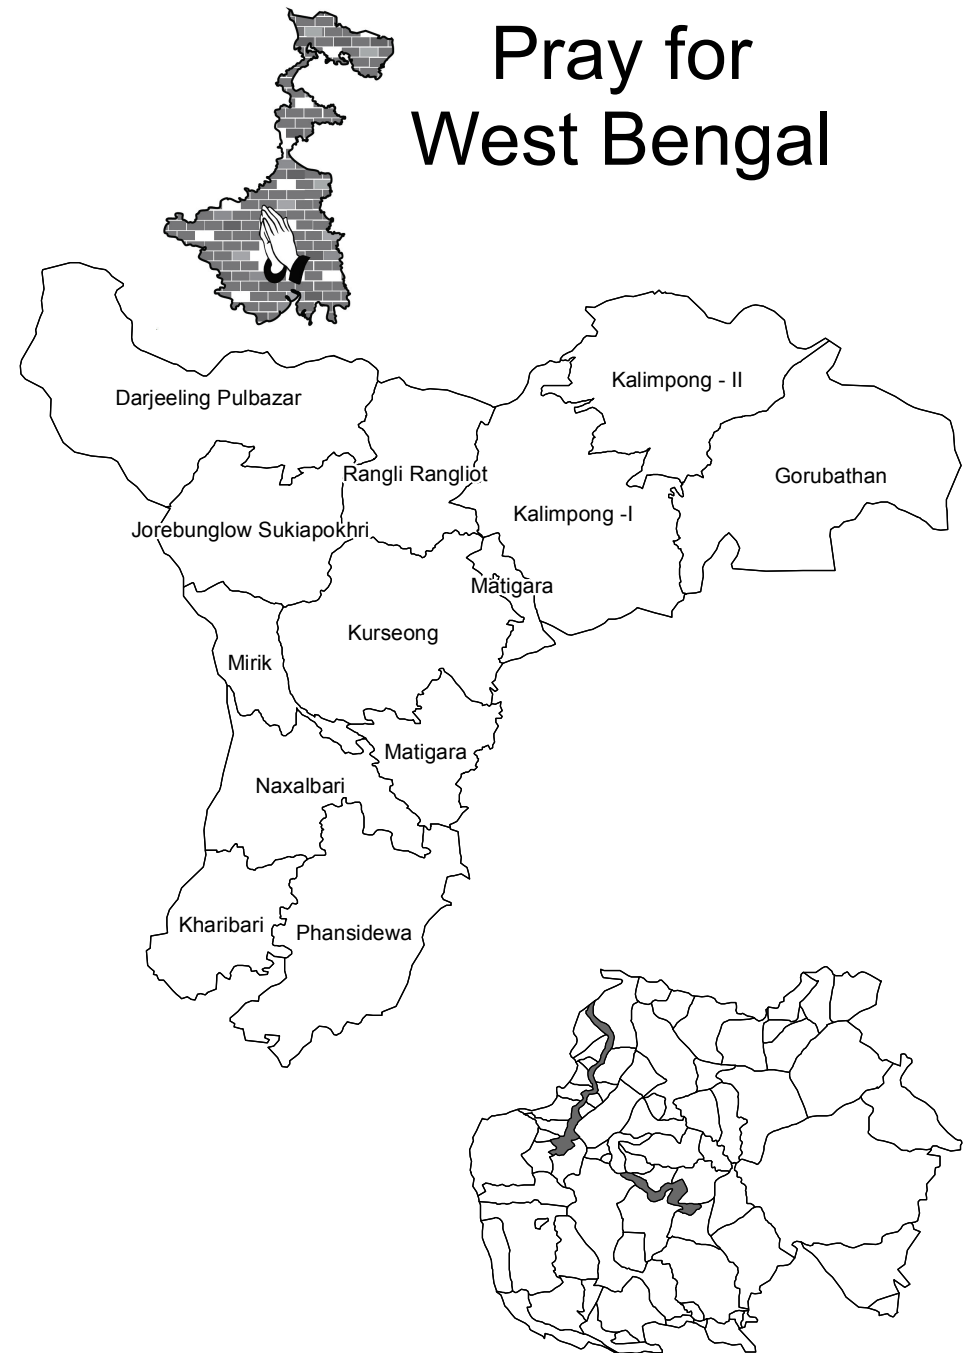 Pray for
West Bengal
Kalimpong - II
Darjeeling Pulbazar
Rangli Rangliot
Gorubathan
Kalimpong -I
Jorebunglow Sukiapokhri
Matigara
Kurseong
Mirik
Matigara
Naxalbari
Kharibari
Phansidewa